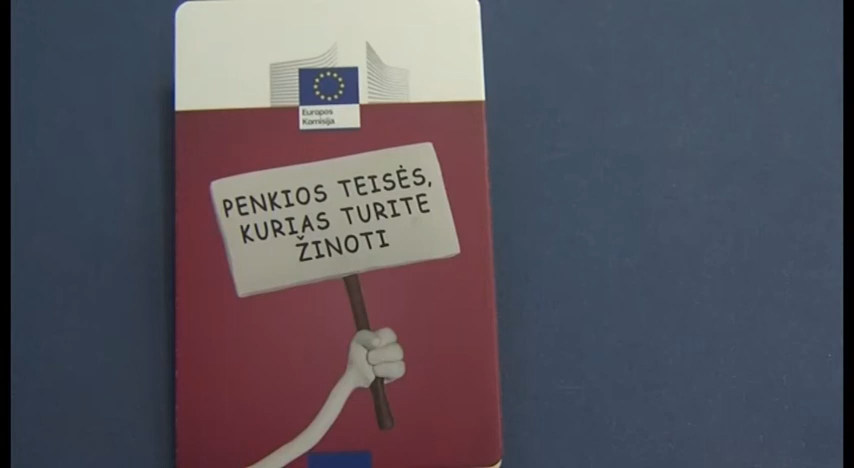 Europos
Komisija
PENKIOS TEISĖS,
KURIAS TURITE
ŽINOTI